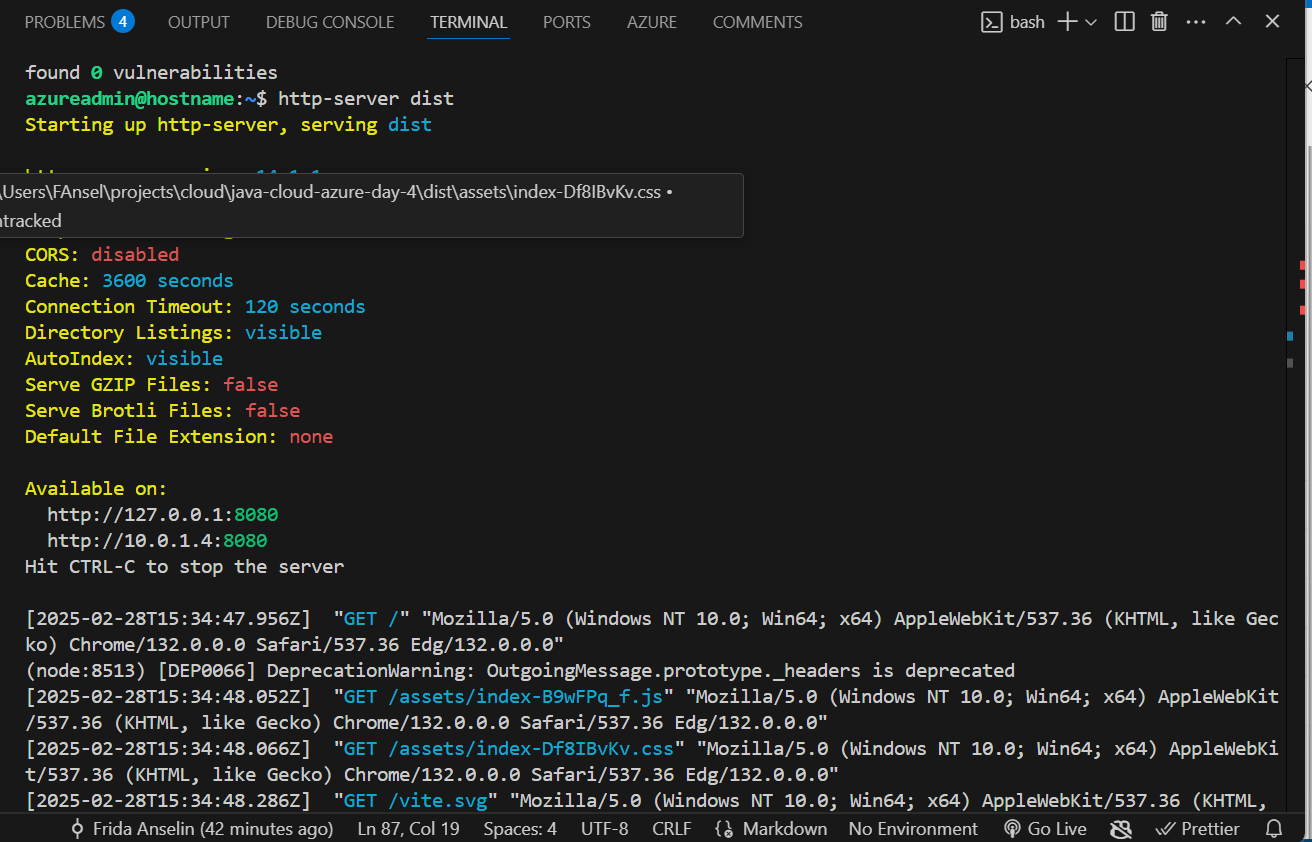 PROBLEMS 4 OUTPUT DEBUG CONSOLE TERMINAL PORTS AZURE COMMENTS bash
found 0 vulnerabilities
azureadmin@hostname:~$ http-server dist
Starting up http-server, serving dist
\Users\FAnsel\projects\cloud\java-cloud-azure-day-4\dist\assets\index-Df8IBvKv.css •
ntracked
CORS: disabled
Cache: 3600 seconds
Connection Timeout: 120 seconds
Directory Listings: visible
AutoIndex: visible
Serve GZIP Files: false
Serve Brotli Files: false
Default File Extension: none
Available on:
http://127.0.0.1:8080
http://10.0.1.4:8080
Hit CTRL-C to stop the server
[2025-02-28T15:34:47.956Z]  "GET /" "Mozilla/5.0 (Windows NT 10.0; Win64; x64) AppleWebKit/537.36 (KHTML, like Gec
ko) Chrome/132.0.0.0 Safari/537.36 Edg/132.0.0.0"
(node:8513) [DEP0066] DeprecationWarning: OutgoingMessage.prototype._headers is deprecated
[2025-02-28T15:34:48.052Z]  "GET /assets/index-B9wFPq_f.js" "Mozilla/5.0 (Windows NT 10.0; Win64; x64) AppleWebKit
/537.36 (KHTML, like Gecko) Chrome/132.0.0.0 Safari/537.36 Edg/132.0.0.0"
[2025-02-28T15:34:48.066Z]  "GET /assets/index-Df8IBvKv.css" "Mozilla/5.0 (Windows NT 10.0; Win64; x64) AppleWebKi
t/537.36 (KHTML, like Gecko) Chrome/132.0.0.0 Safari/537.36 Edg/132.0.0.0"
[2025-02-28T15:34:48.286Z]  "GET /vite.svg" "Mozilla/5.0 (Windows NT 10.0; Win64; x64) AppleWebKit/537.36 (KHTML,
Frida Anselin (42 minutes ago) Ln 87, Col 19 Spaces: 4 UTF-8 CRLF Markdown No Environment Go Live Prettier